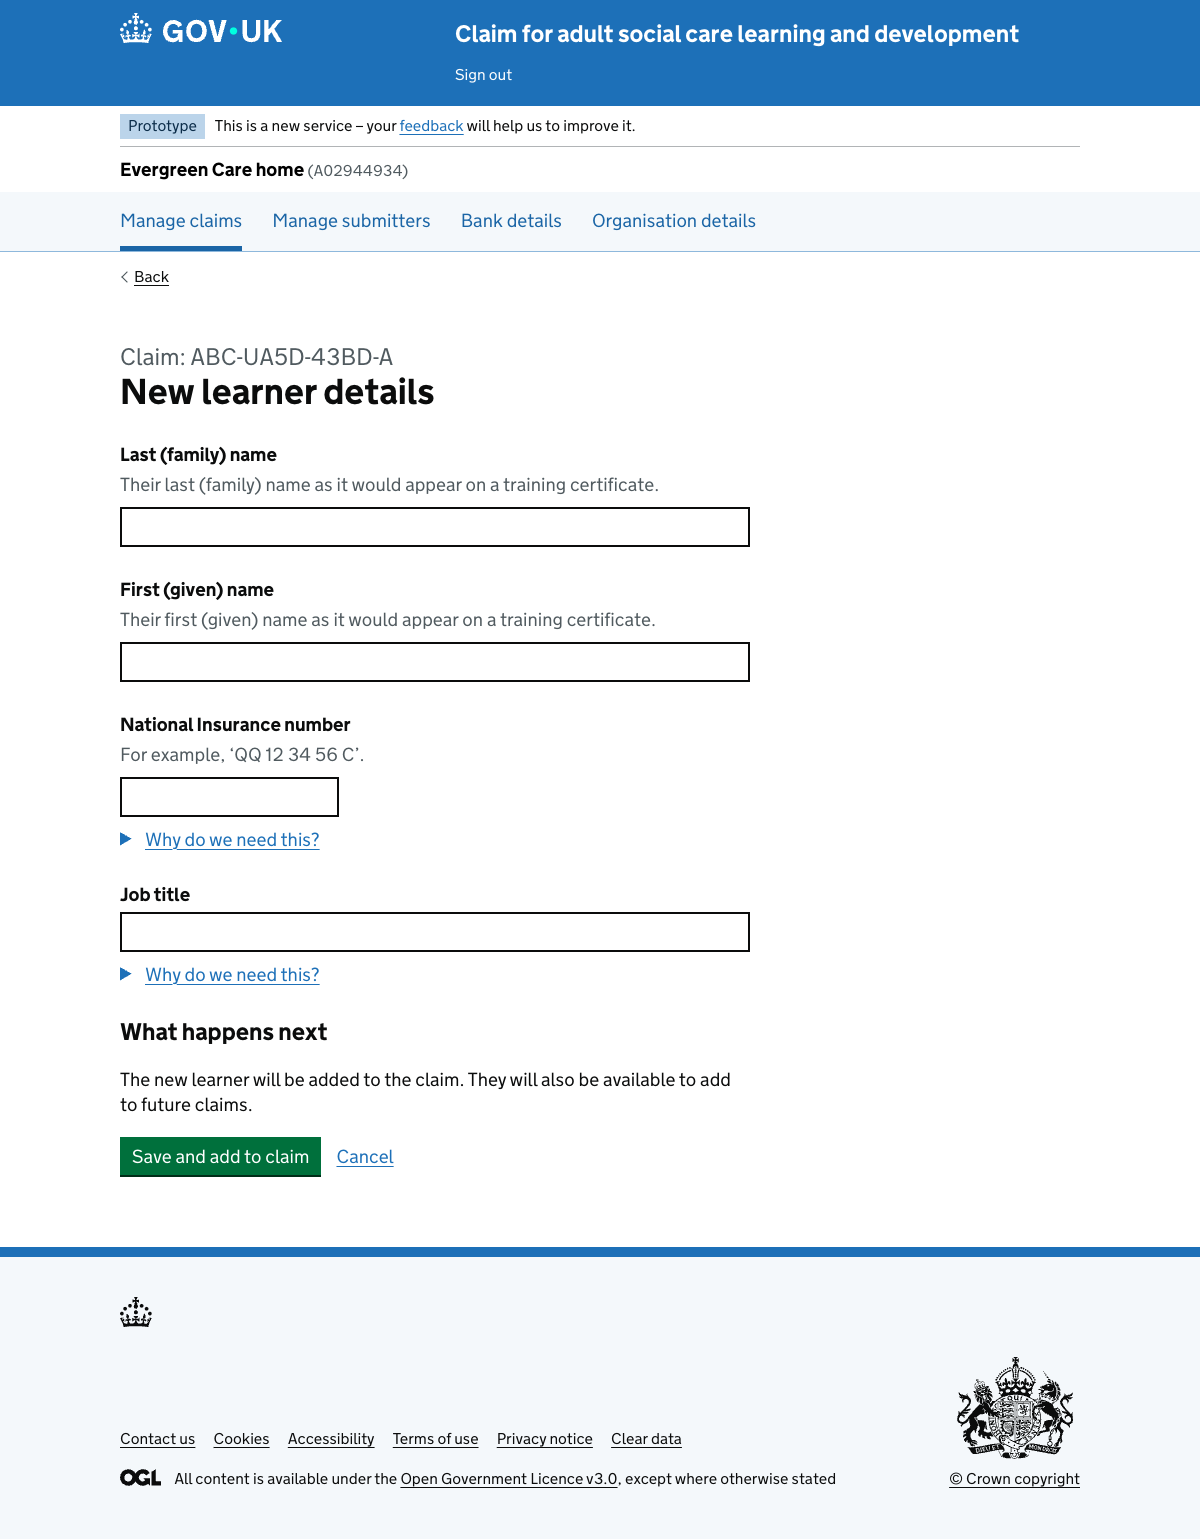 GOV·UK
Claim for adult social care learning and development
Sign out
Prototype This is a new service – your feedback will help us to improve it.
Evergreen Care home (A02944934)
Manage claims Manage submitters Bank details Organisation details
Back
Claim: ABC-UA5D-43BD-A
New learner details
Last (family) name
Their last (family) name as it would appear on a training certificate.
First (given) name
Their first (given) name as it would appear on a training certificate.
National Insurance number
For example, ‘QQ 12 34 56 C’.
Why do we need this?
Job title
Why do we need this?
What happens next
The new learner will be added to the claim. They will also be available to add
to future claims.
Save and add to claim Cancel
Contact us Cookies Accessibility Terms of use Privacy notice Clear data
OGL All content is available under the Open Government Licence v3.0, except where otherwise stated
© Crown copyright